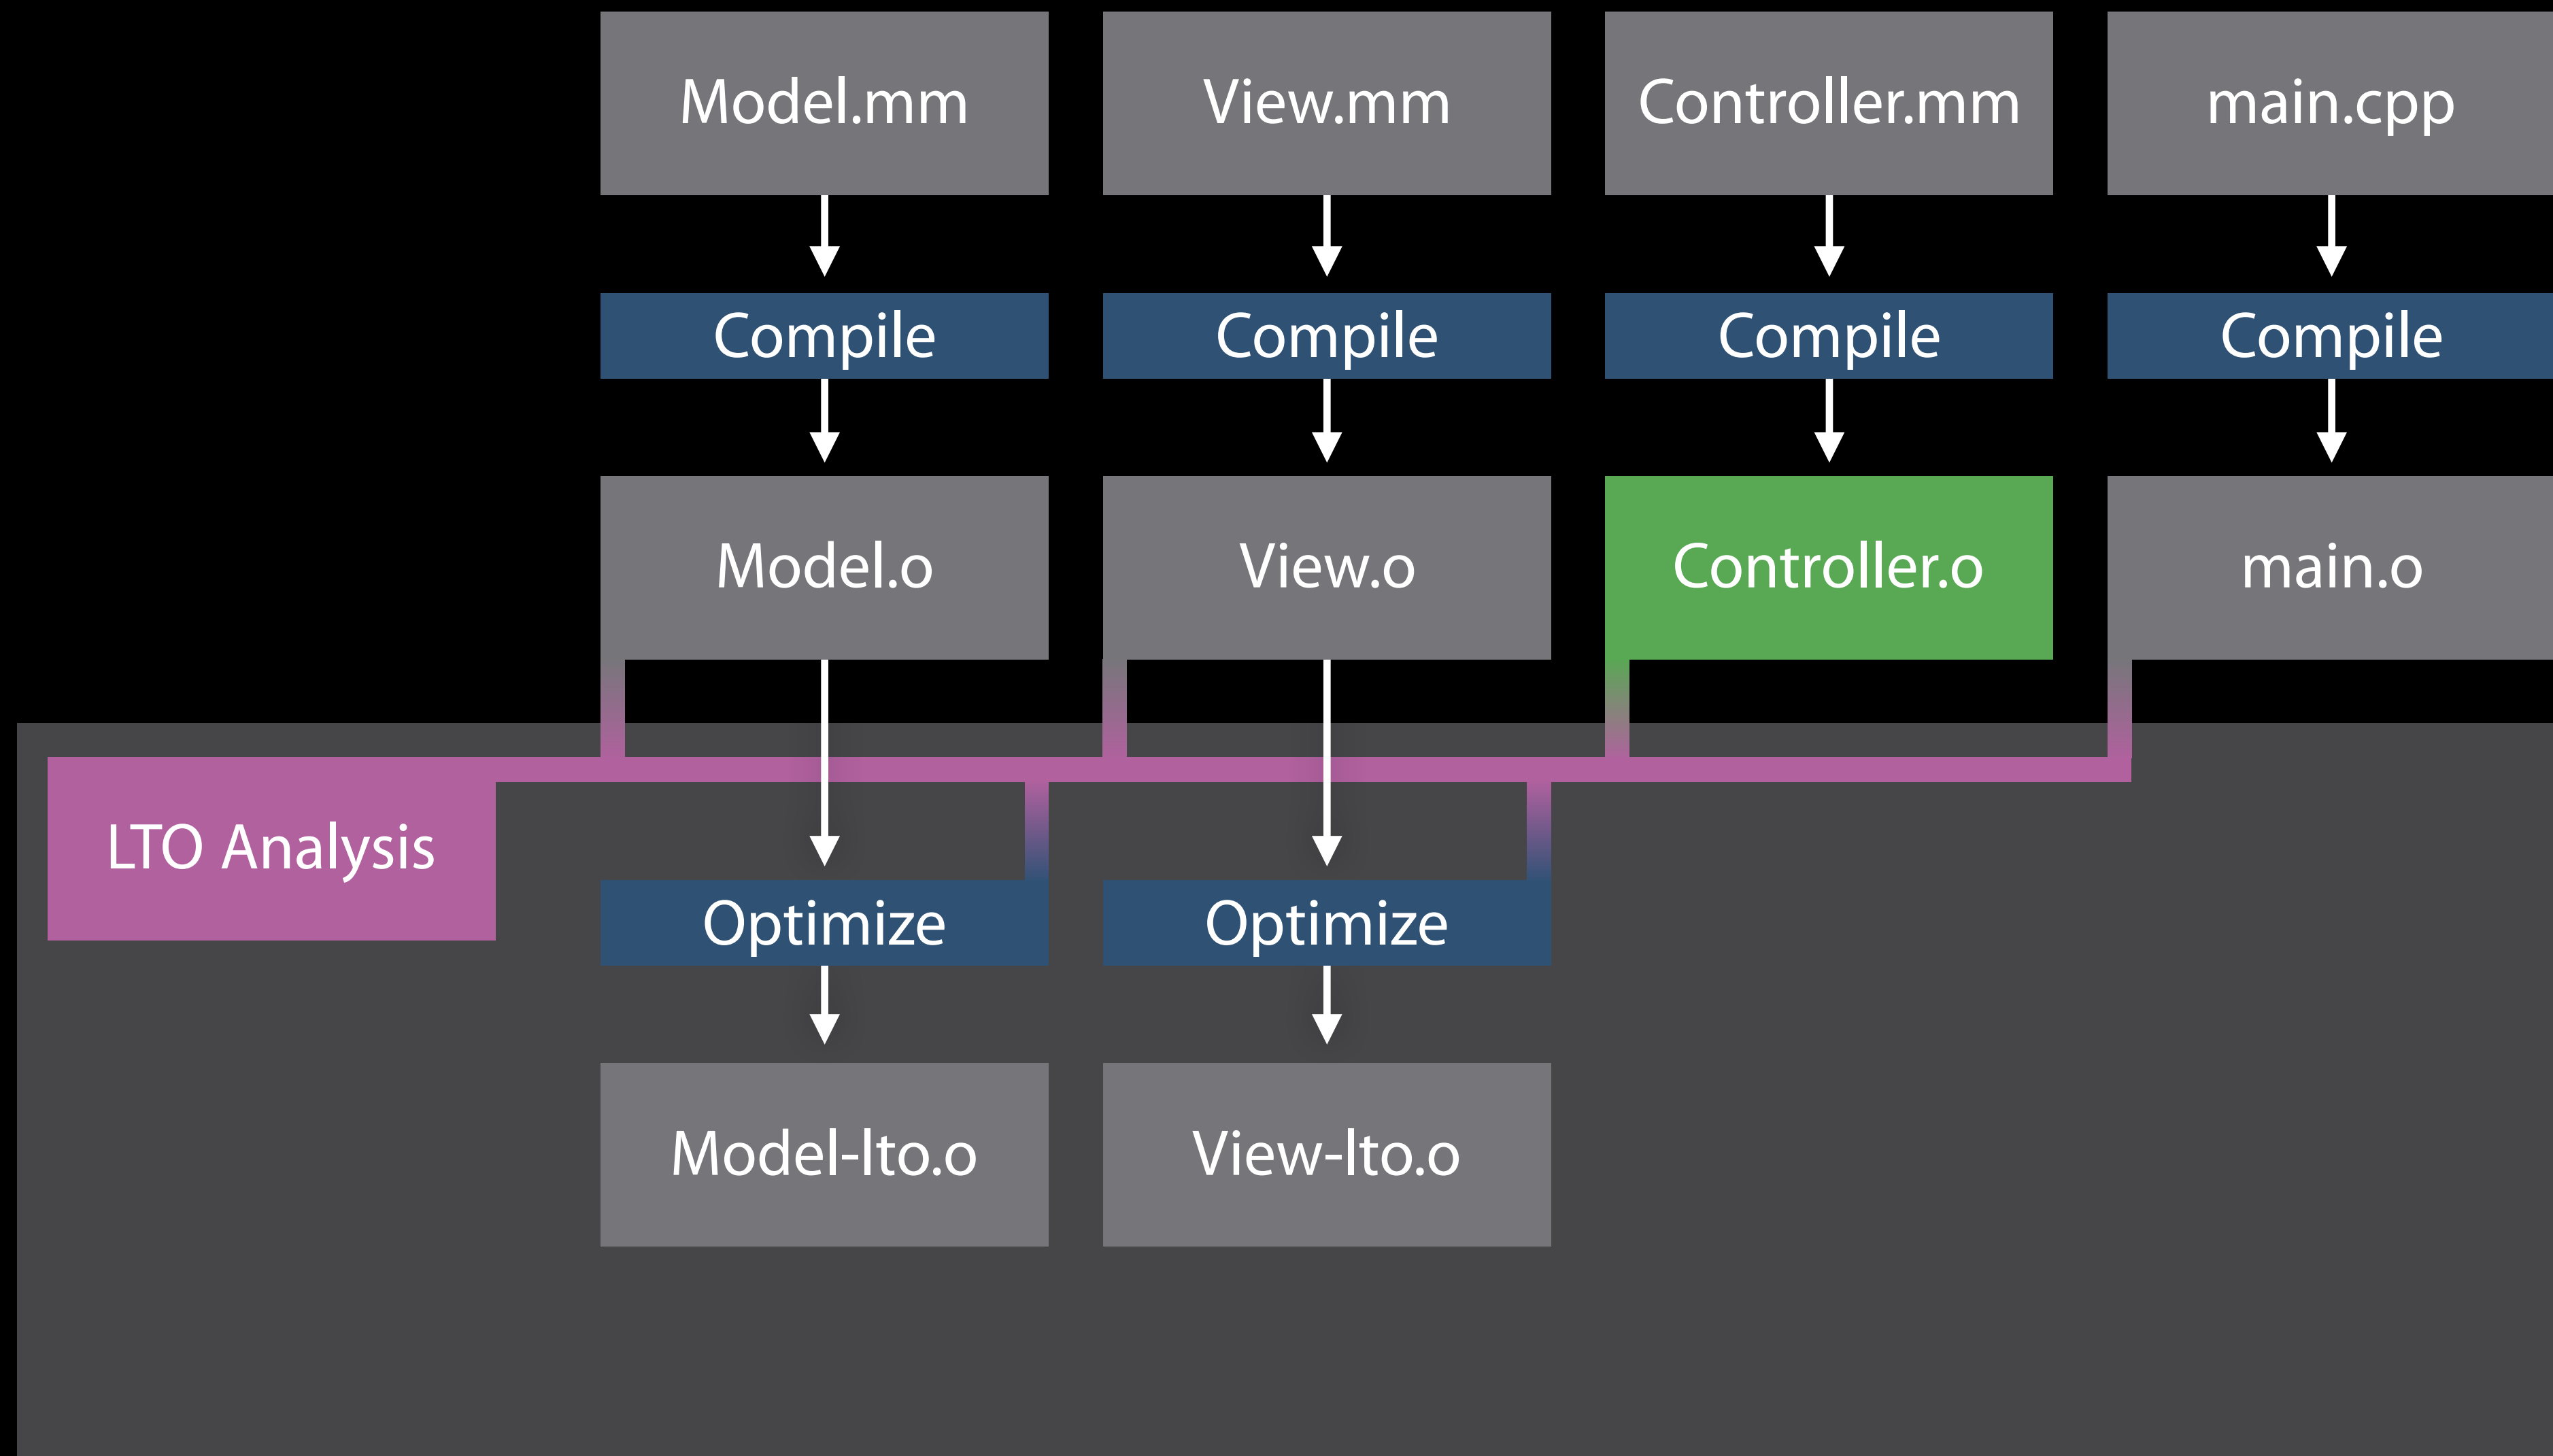 Model.mm
View.mm
Controller.mm
main.cpp
Compile
Compile
Compile
Compile
Model.o
View.o
Controller.o
main.o
LTO Analysis
Optimize
Optimize
Model-lto.o
View-lto.o